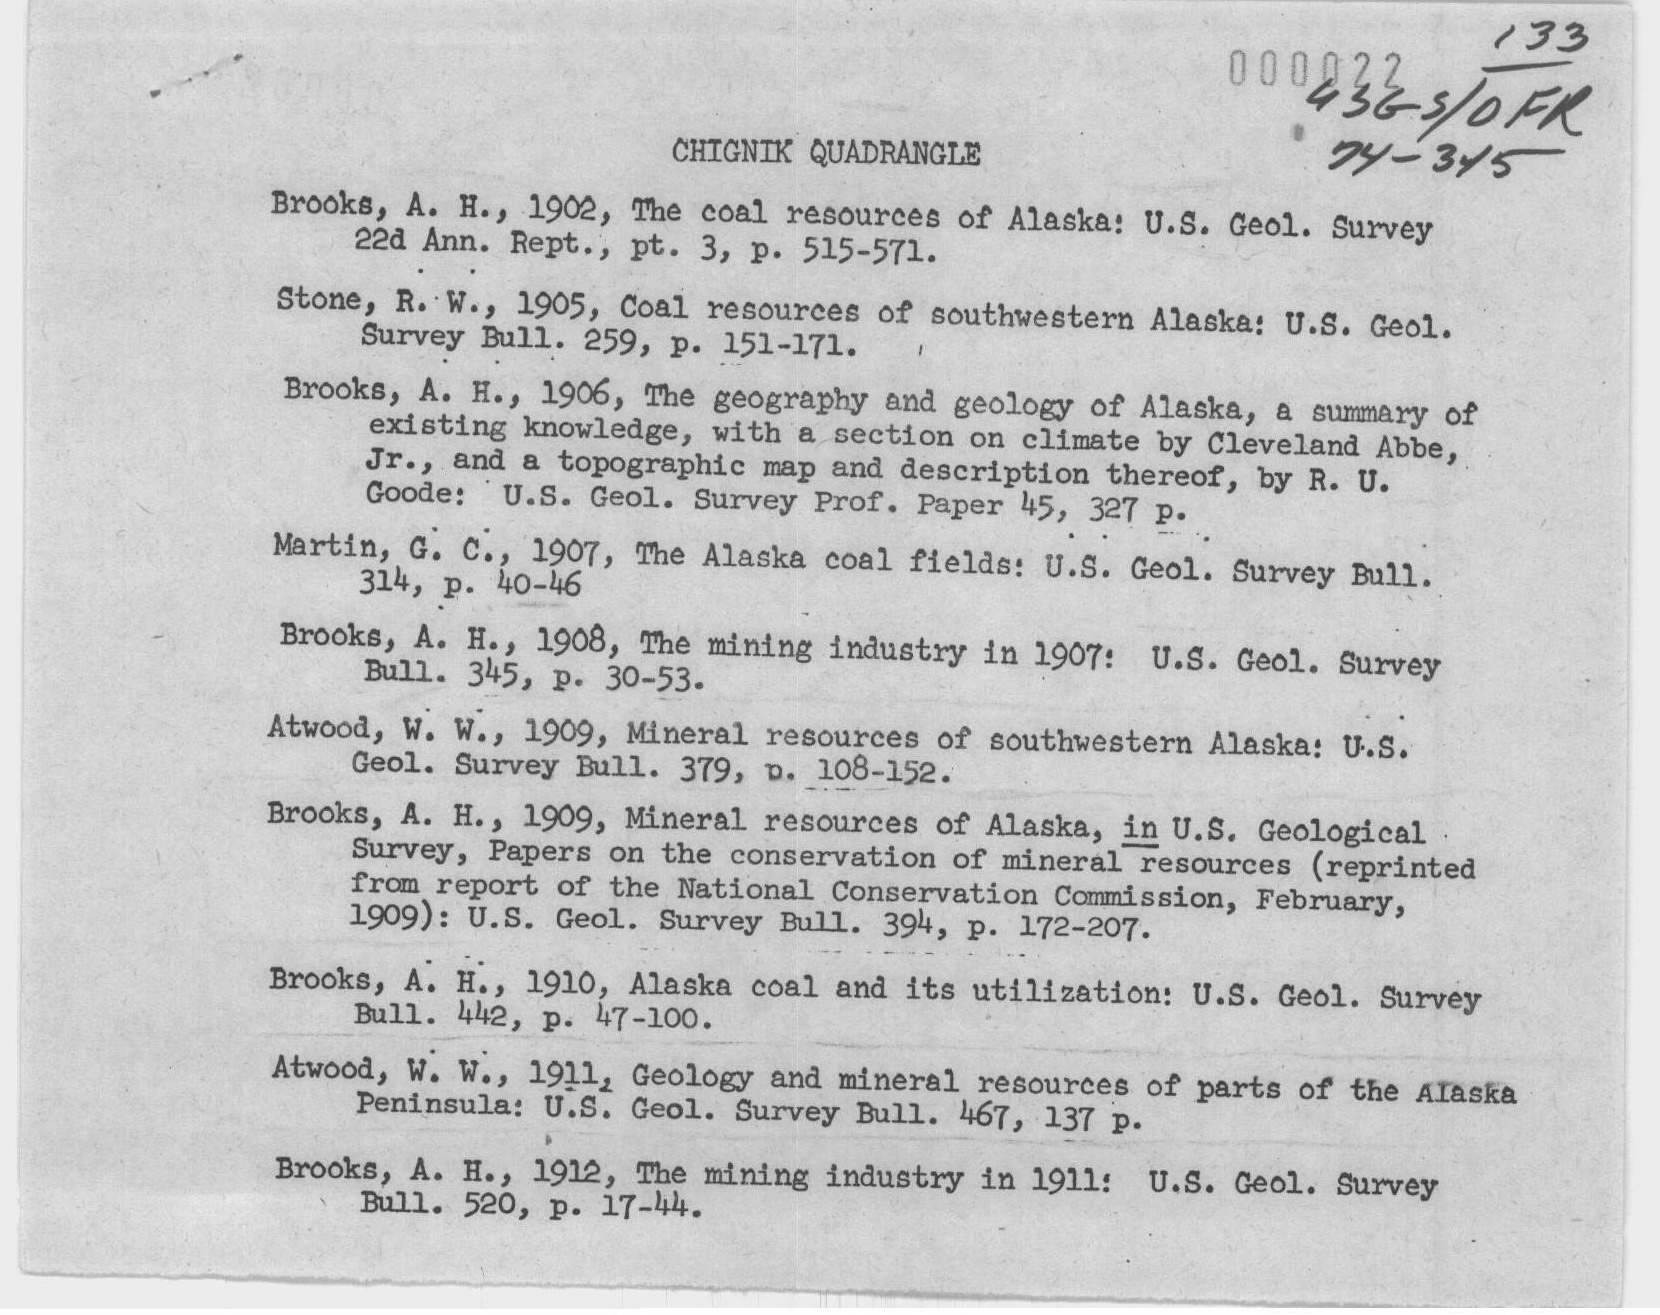 133
000022
USGS/OFR
74-345
CHIGNIK QUADRANGLE
Brooks, A. H., 1902, The coal resources of Alaska: U.S. Geol. Survey
22d Ann. Rept., pt. 3, p. 515-571.
Stone, R. W., 1905, Coal resources of southwestern Alaska: U.S. Geol.
Survey Bull. 259, p. 151-171.
Brooks, A. H., 1906, The geography and geology of Alaska, a summary of
existing knowledge, with a section on climate by Cleveland Abbe,
Jr., and a topographic map and description thereof, by R. U.
Goode: U.S. Geol. Survey Prof. Paper 45, 327 p.
Martin, G. C., 1907, The Alaska coal fields: U.S. Geol. Survey Bull.
314, p. 40-46
Brooks, A. H., 1908, The mining industry in 1907: U.S. Geol. Survey
Bull. 345, p. 30-53.
Atwood, W. W., 1909, Mineral resources of southwestern Alaska: U.S.
Geol. Survey Bull. 379, p. 108-152.
Brooks, A. H., 1909, Mineral resources of Alaska, in U.S. Geological
Survey, Papers on the conservation of mineral resources (reprinted
from report of the National Conservation Commission, February,
1909): U.S. Geol. Survey Bull. 394, p. 172-207.
Brooks, A. H., 1910, Alaska coal and its utilization: U.S. Geol. Survey
Bull. 442, p. 47-100.
Atwood, W. W., 1911, Geology and mineral resources of parts of the Alaska
Peninsula: U.S. Geol. Survey Bull. 467, 137 p.
Brooks, A. H., 1912, The mining industry in 1911: U.S. Geol. Survey
Bull. 520, p. 17-44.